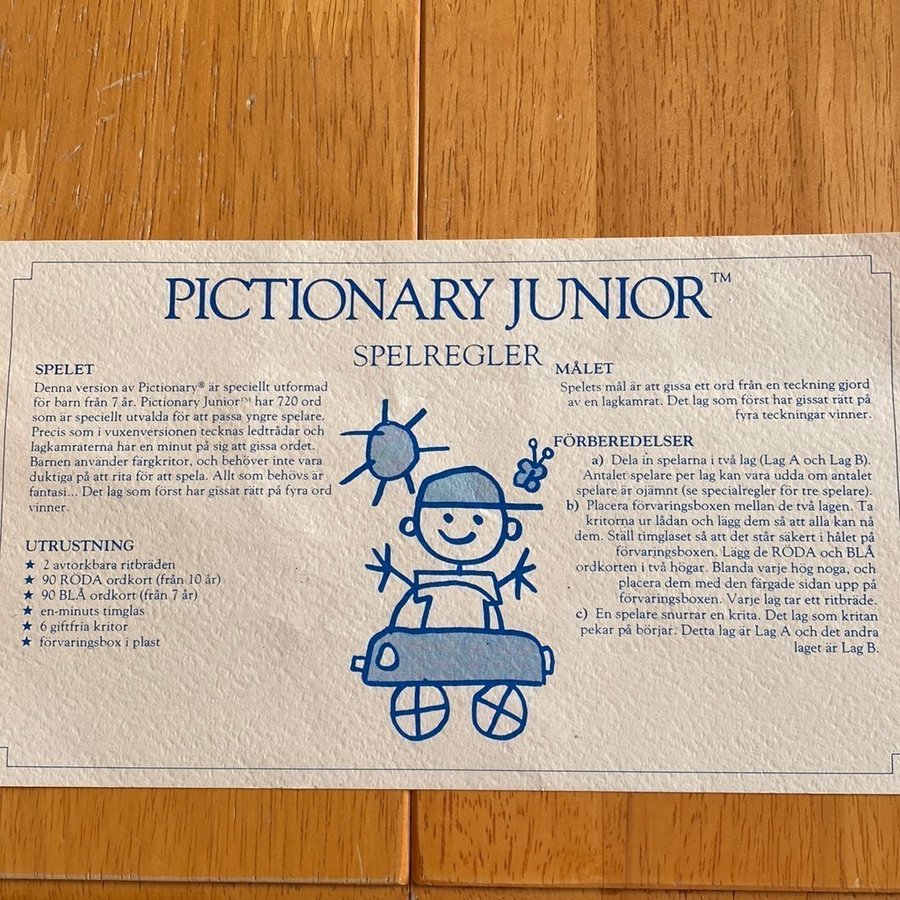 PICTIONARY JUNIOR™
SPELREGLER
SPELET
Denna version av Pictionary® är speciellt utformad
för barn från 7 år. Pictionary Junior™ har 720 ord
som är speciellt utvalda för att passa yngre spelare.
Precis som i vuxenversionen tecknas ledtrådar och
lagkamraterna har en minut på sig att gissa ordet.
Barnen använder färgkritor, och behöver inte vara
duktiga på att rita för att spela. Allt som behövs är
fantasi... Det lag som först har gissat rätt på fyra ord
vinner.
UTRUSTNING
★ 2 avtorkbara ritbräden
★ 90 RÖDA ordkort (från 10 år)
★ 90 BLÅ ordkort (från 7 år)
★ en-minuts timglas
★ 6 giftfria kritor
★ förvaringsbox i plast
MÅLET
Spelets mål är att gissa ett ord från en teckning gjord
av en lagkamrat. Det lag som först har gissat rätt på
fyra teckningar vinner.
FÖRBEREDELSER
a) Dela in spelarna i två lag (Lag A och Lag B).
Antalet spelare per lag kan vara udda om antalet
spelare är ojämnt (se specialregler för tre spelare).
b) Placera förvaringsboxen mellan de två lagen. Ta
kritorna ur lådan och lägg dem så att alla kan nå
dem. Ställ timglaset så att det står säkert i hålet på
förvaringsboxen. Lägg de RÖDA och BLÅ
ordkorten i två högar. Blanda varje hög noga, och
placera dem med den färgade sidan upp på
förvaringsboxen. Varje lag tar ett ritbräde.
c) En spelare snurrar en krita. Det lag som kritan
pekar på börjar. Detta lag är Lag A och det andra
laget är Lag B.